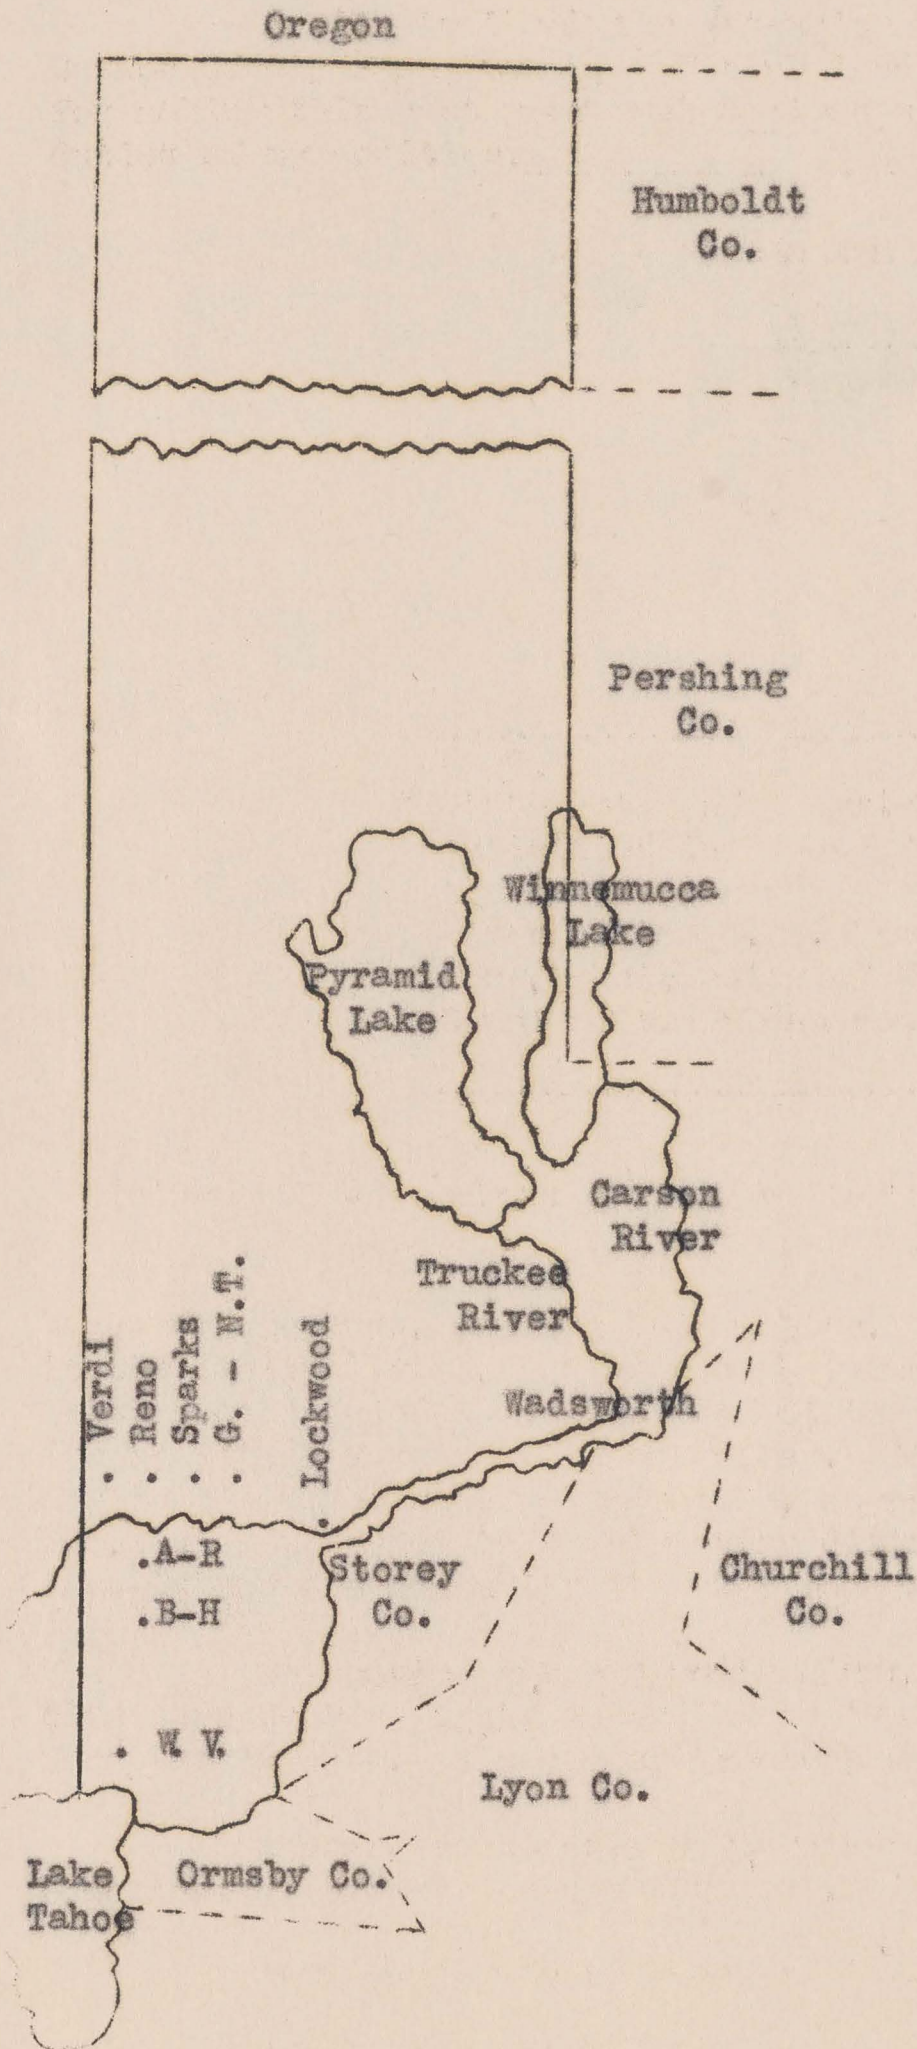 Oregon
Humboldt
Co.
Pershing
Co.
Winnemucca
Lake
Pyramid
Lake
Carson
River
Truckee
River
Verdi
Reno
Sparks
G. - N.T.
Lockwood
Wadsworth
.A-R
.B-H
Storey
Co.
Churchill
Co.
. W. V.
Lyon Co.
Lake
Tahoe
Ormsby Co.